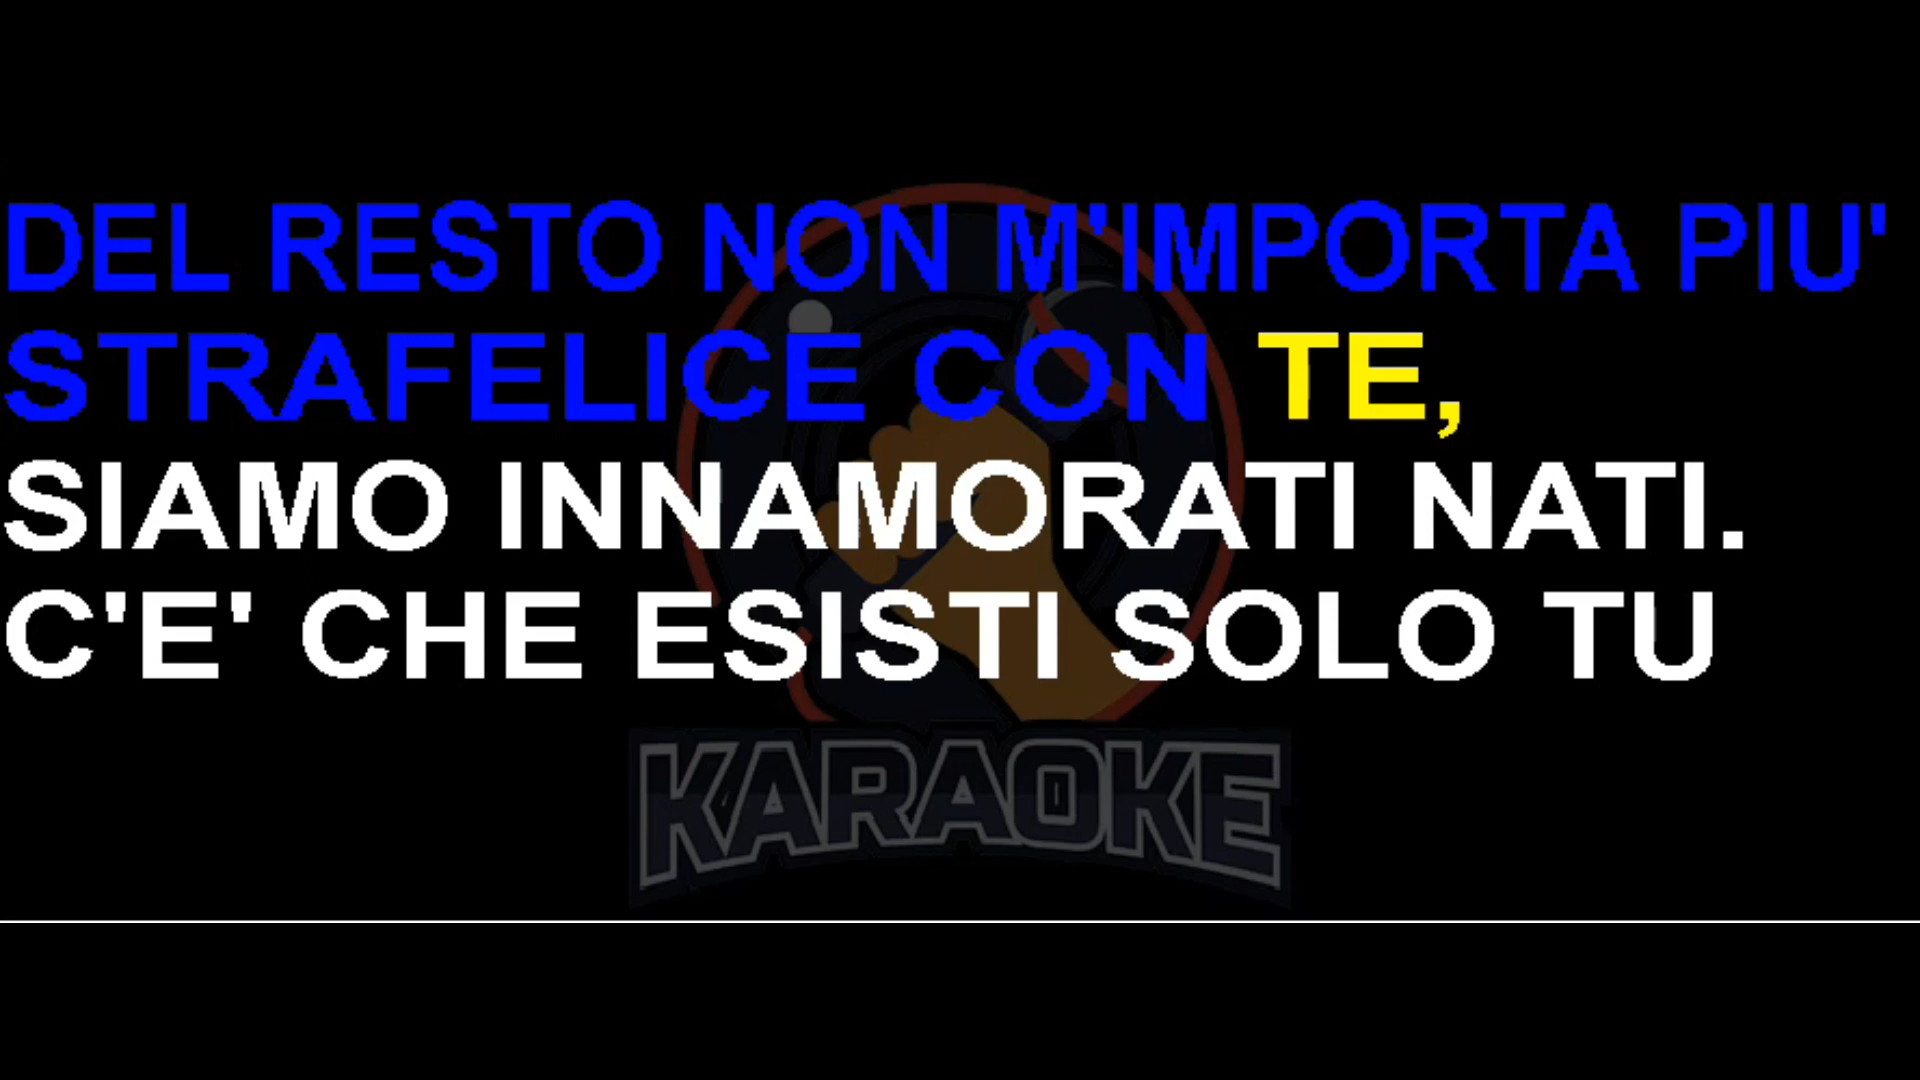 DEL RESTO NON M'IMPORTA PIU'
STRAFELICE CON TE,
SIAMO INNAMORATI NATI.
C'E' CHE ESISTI SOLO TU
KARAOKE